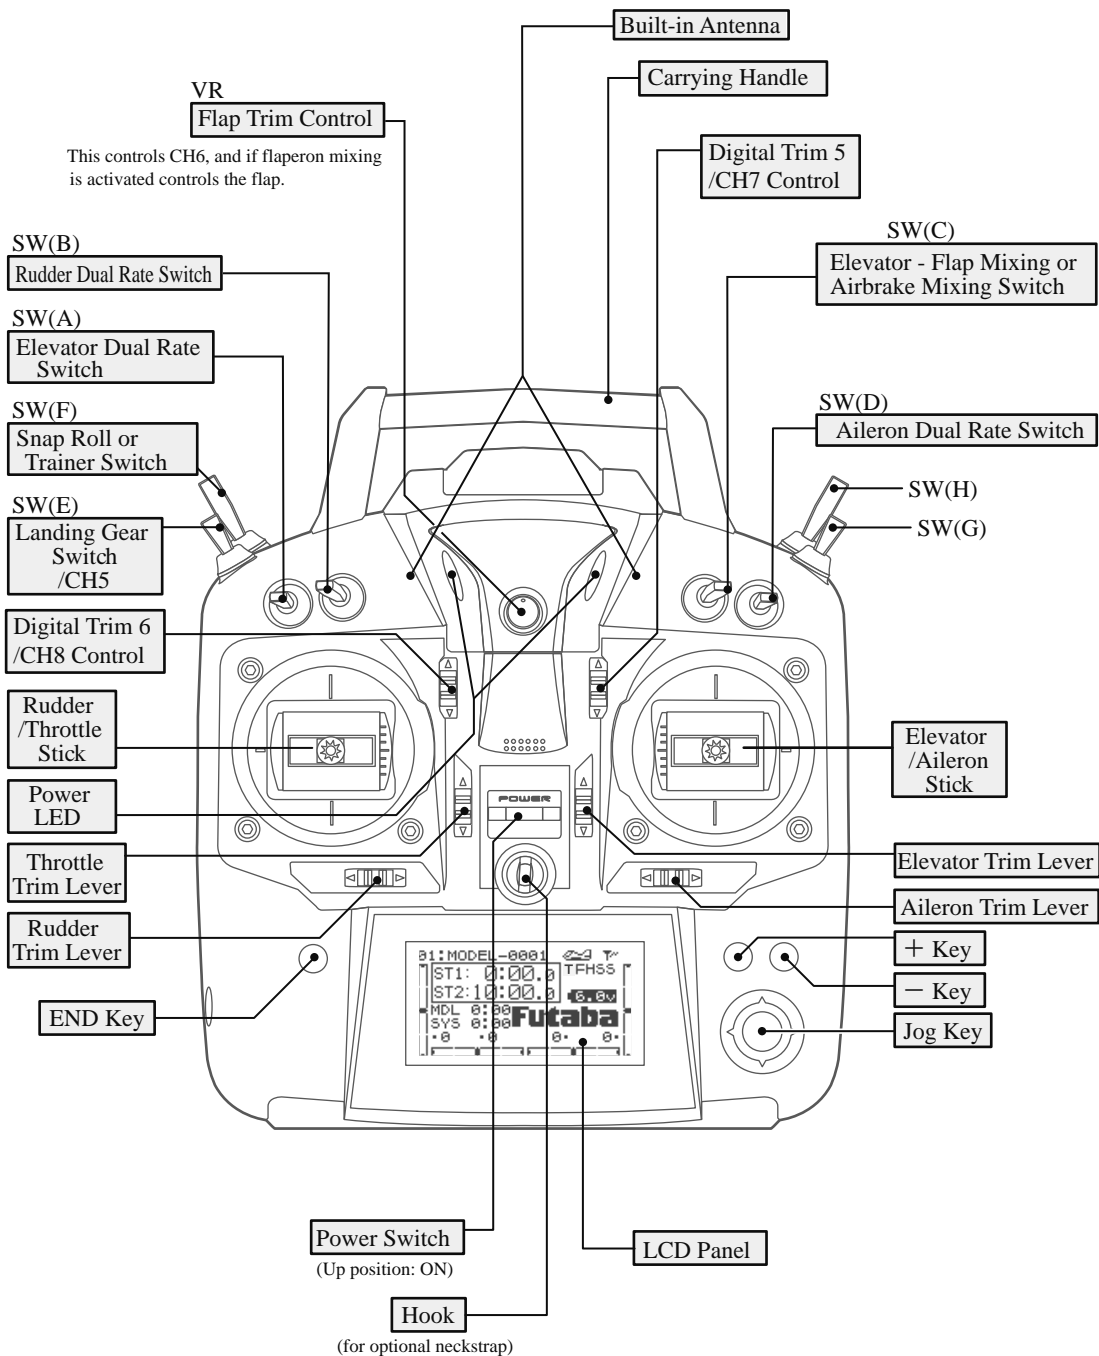 Built-in Antenna
Carrying Handle
VR
Flap Trim Control
This controls CH6, and if flaperon mixing
is activated controls the flap.
Digital Trim 5
/CH7 Control
SW(B)
Rudder Dual Rate Switch
SW(C)
Elevator - Flap Mixing or
Airbrake Mixing Switch
SW(A)
Elevator Dual Rate
Switch
SW(F)
Snap Roll or
Trainer Switch
SW(D)
Aileron Dual Rate Switch
SW(E)
Landing Gear
Switch
/CH5
SW(H)
SW(G)
Digital Trim 6
/CH8 Control
Rudder
/Throttle
Stick
Elevator
/Aileron
Stick
Power
LED
POWER
Throttle
Trim Lever
Elevator Trim Lever
Rudder
Trim Lever
Aileron Trim Lever
+ Key
− Key
END Key
Jog Key
01:MODEL-0001
TFHSS
ST1: 0:00.0
ST2:10:00.0
6.0V
MDL 0:00
SYS 0:00
Futaba
·0 ·0 0· 0·
Power Switch
(Up position: ON)
LCD Panel
Hook
(for optional neckstrap)